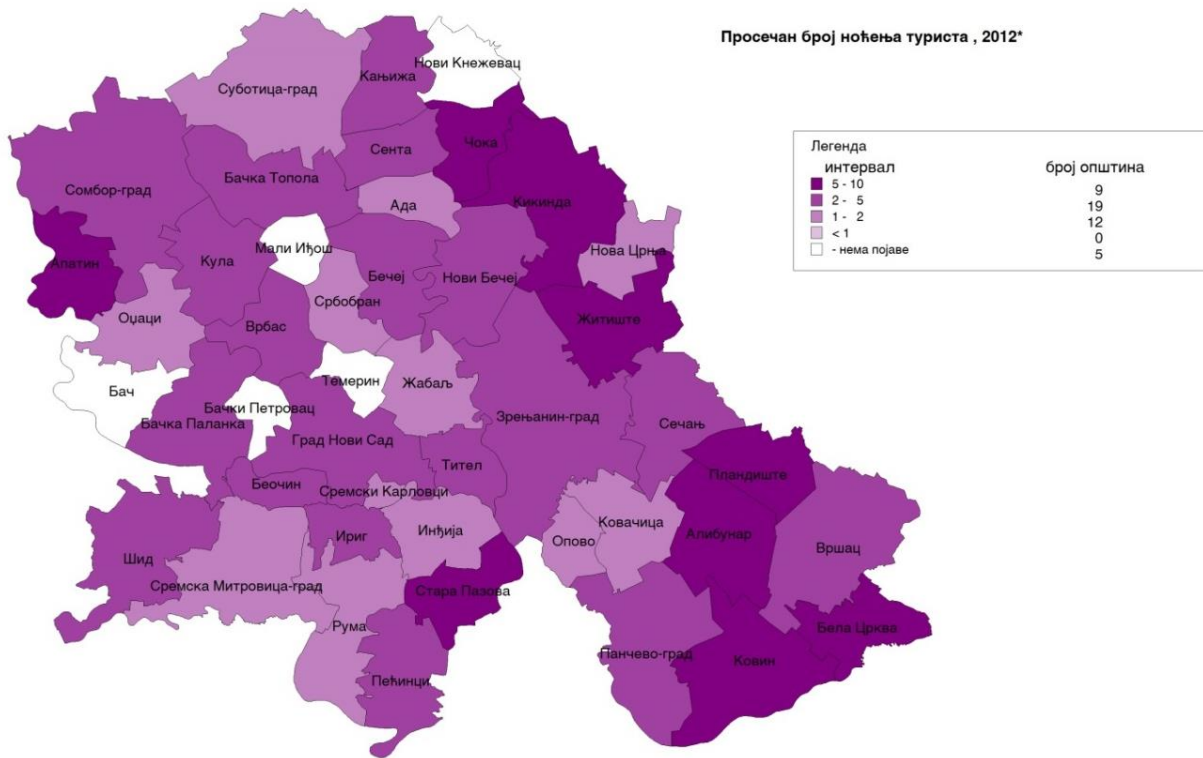 Просечан број ноћења туриста , 2012*
Легенда
интервал број општина
5 - 10 9
2 - 5 19
1 - 2 12
< 1 0
- нема појаве 5
Нови Кнежевац
Кањижа
Суботица-град
Чока
Сента
Бачка Топола
Сомбор-град
Ада
Кикинда
Мали Иђош
Нова Црња
Апатин
Кула
Бечеј
Нови Бечеј
Србобран
Оџаци
Врбас
Житиште
Темерин
Жабаљ
Бач
Бачки Петровац
Бачка Паланка
Зрењанин-град
Сечањ
Град Нови Сад
Тител
Пландиште
Беочин
Сремски Карловци
Ковачица
Инђија
Ириг
Опово
Алибунар
Вршац
Шид
Сремска Митровица-град
Стара Пазова
Рума
Бела Црква
Панчево-град
Ковин
Пећинци